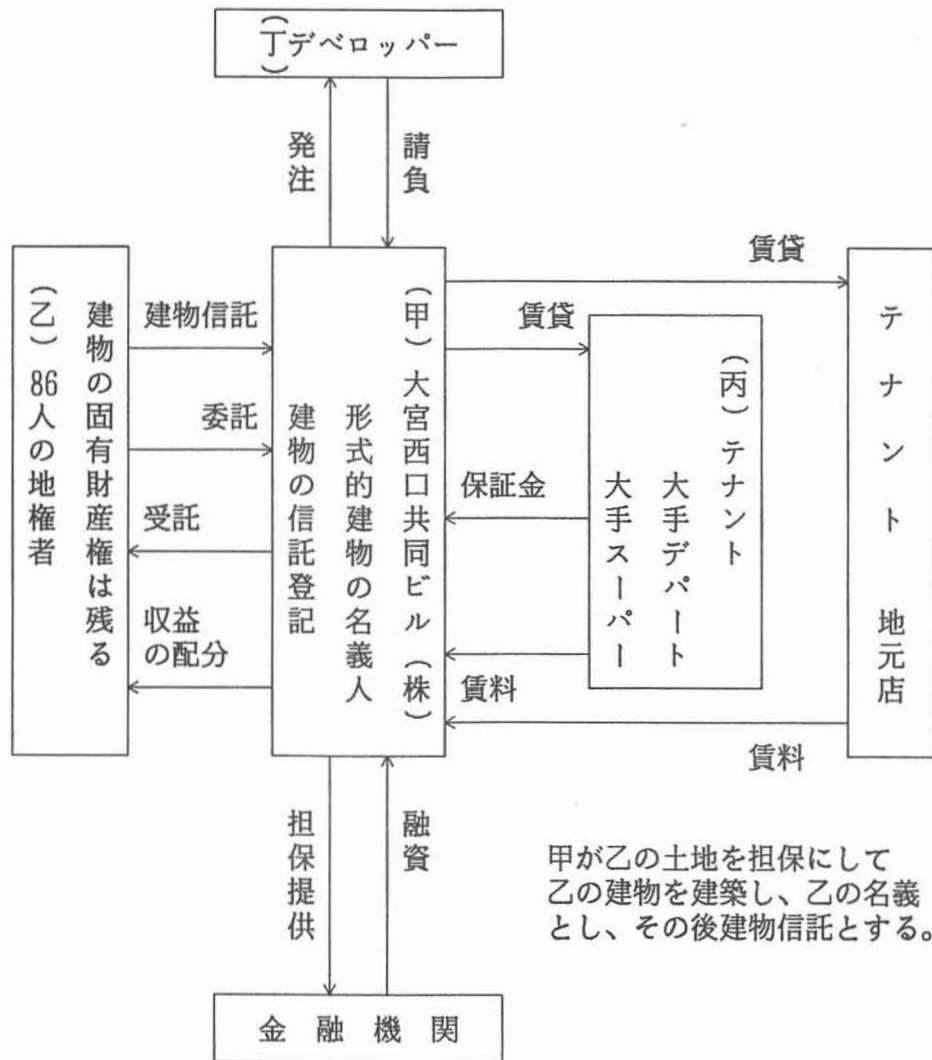 (丁)デベロッパー
発注
請負
賃貸
建物信託
委託
受託
収益
の配分
建物の固有財産権は残る
(乙)86人の地権者
(甲)大宮西口共同ビル(株)
形式的建物の名義人
建物の信託登記
賃貸
保証金
賃料
(丙)テナント
大手デパート
大手スーパー
テナント 地元店
賃料
担保提供
融資
甲が乙の土地を担保にして
乙の建物を建築し、乙の名義
とし、その後建物信託とする。
金融機関